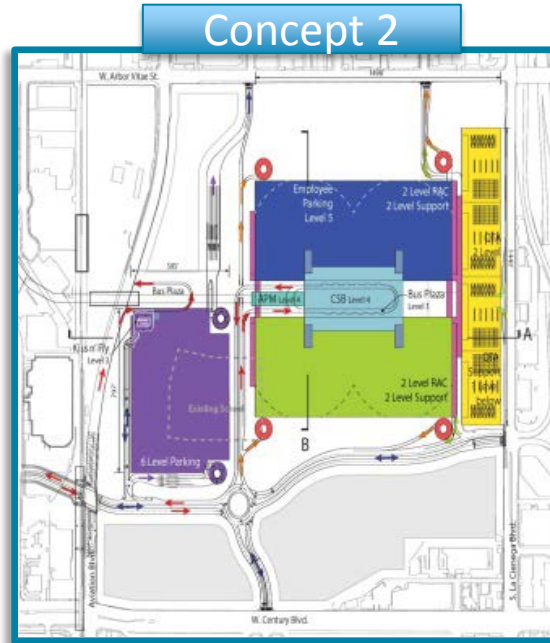 Concept 2
W. Arbor Vitae St.
Employee
Parking
Level 5
2 Level RAC
2 Level Support
Bus Plaza
APM Level 4
CSB Level 4
Bus Plaza
Level 1
Kiss n' Fly
Level 1
A
Existing School
2 Level RAC
2 Level Support
below
B
6 Level Parking
Aviation Blvd.
S. La Cienega Blvd.
W. Century Blvd.